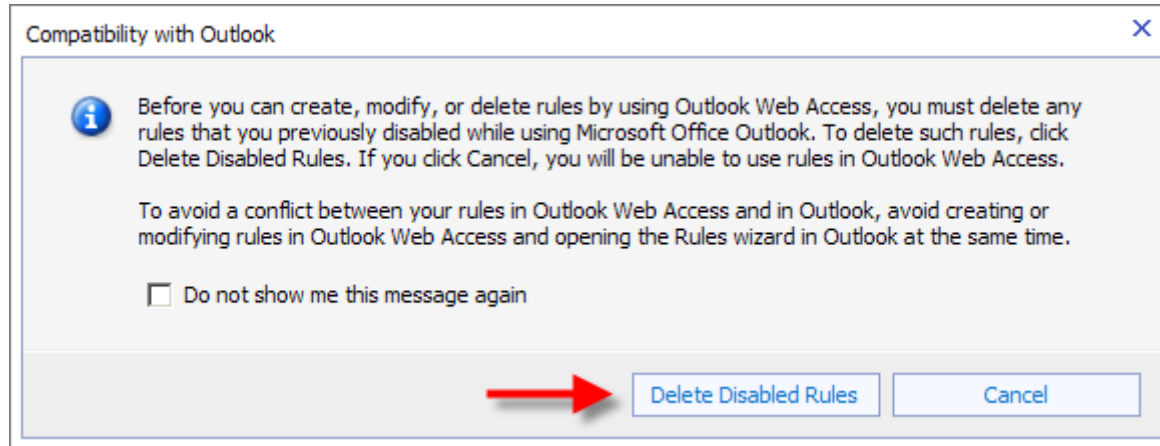 Compatibility with Outlook
Before you can create, modify, or delete rules by using Outlook Web Access, you must delete any
rules that you previously disabled while using Microsoft Office Outlook. To delete such rules, click
Delete Disabled Rules. If you click Cancel, you will be unable to use rules in Outlook Web Access.
To avoid a conflict between your rules in Outlook Web Access and in Outlook, avoid creating or
modifying rules in Outlook Web Access and opening the Rules wizard in Outlook at the same time.
Do not show me this message again
Delete Disabled Rules
Cancel